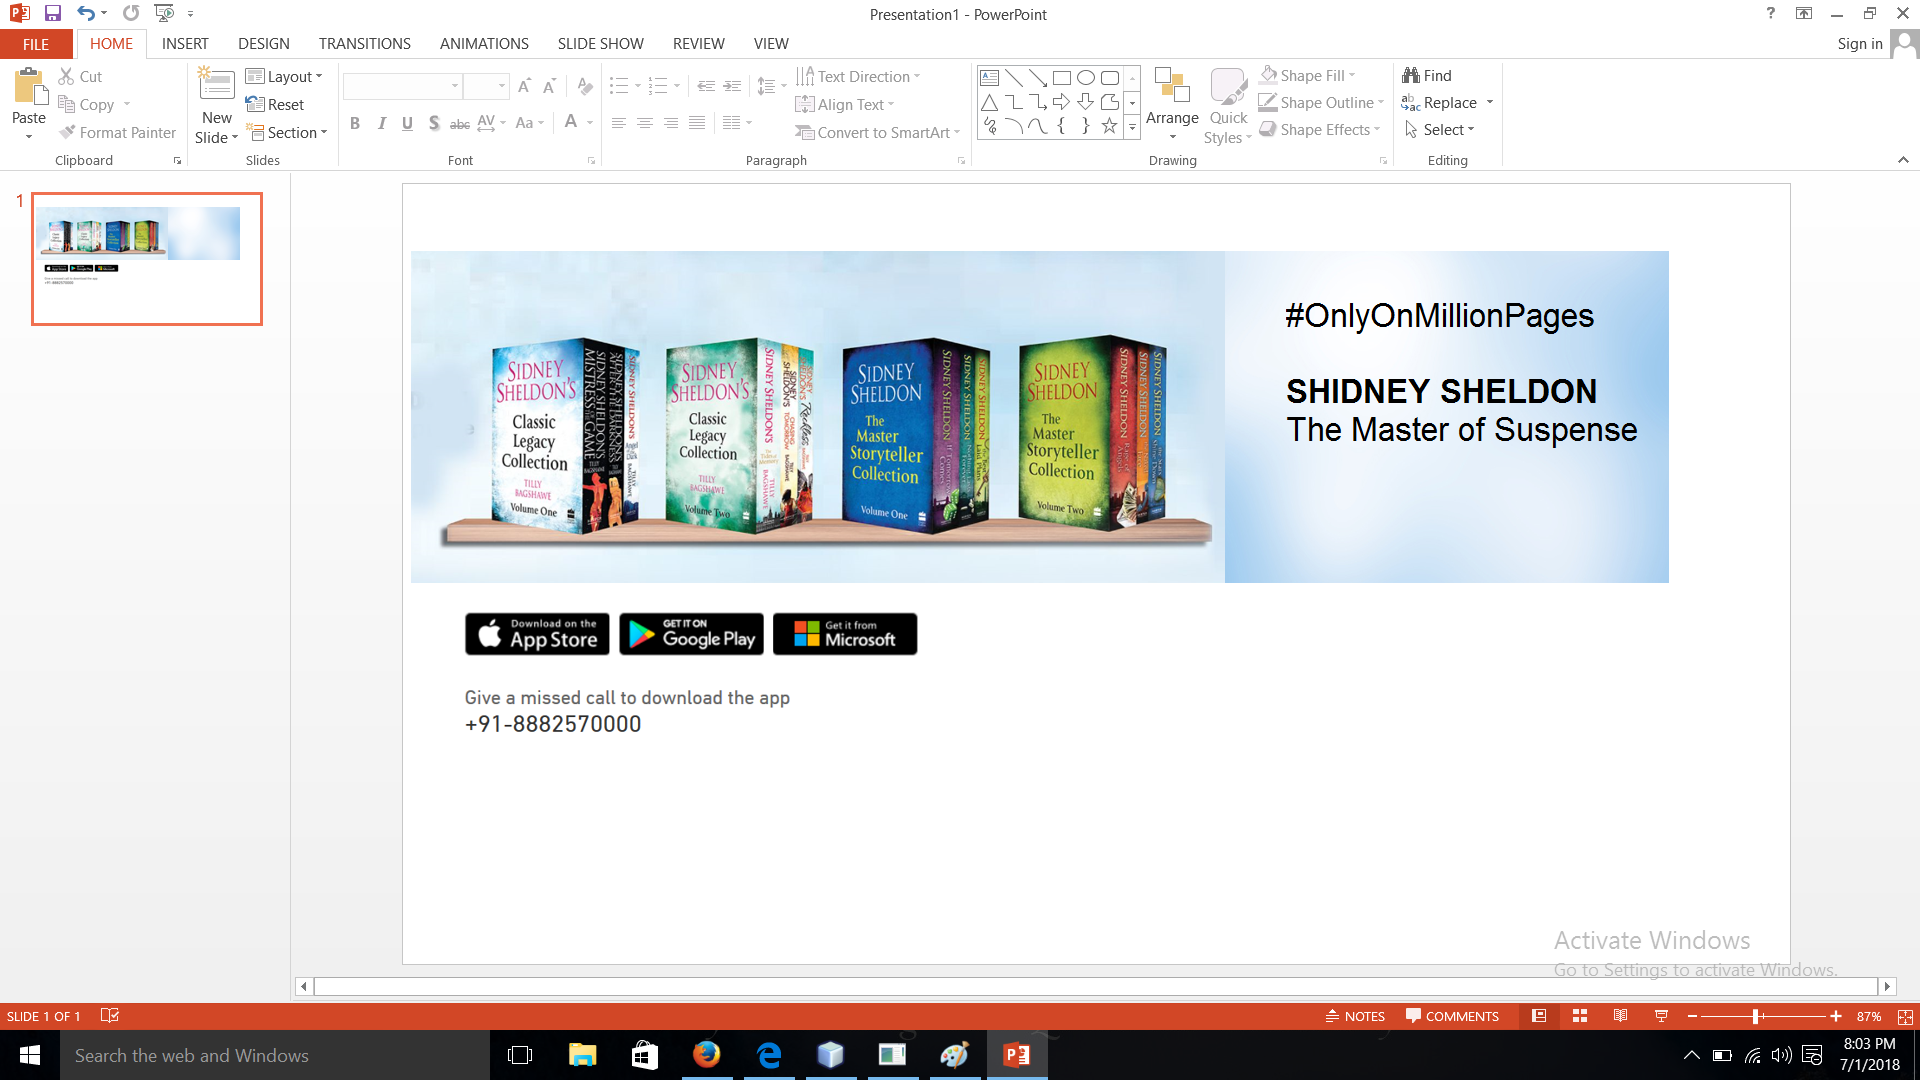 Presentation1 - PowerPoint
FILE HOME INSERT DESIGN TRANSITIONS ANIMATIONS SLIDE SHOW REVIEW VIEW Sign in
Paste
Cut
Copy
Format Painter
Clipboard
New
Slide
Layout
Reset
Section
Slides
Font
Text Direction
Align Text
Convert to SmartArt
Paragraph
Arrange
Quick
Styles
Shape Fill
Shape Outline
Shape Effects
Drawing
Find
Replace
Select
Editing
1
SIDNEY
SHELDON'S
Classic
Legacy
Collection
TILLY
BAGSHAWE
Volume One
SIDNEY
SHELDON'S
Classic
Legacy
Collection
TILLY
BAGSHAWE
Volume Two
SIDNEY
SHELDON
The
Master
Storyteller
Collection
Volume One
SIDNEY
SHELDON
The
Master
Storyteller
Collection
Volume Two
#OnlyOnMillionPages
SHIDNEY SHELDON
The Master of Suspense
Download on the
App Store
GET IT ON
Google Play
Get it from
Microsoft
Give a missed call to download the app
+91-8882570000
Activate Windows
Go to Settings to activate Windows.
SLIDE 1 OF 1 NOTES COMMENTS 87%
Search the web and Windows
8:03 PM
7/1/2018